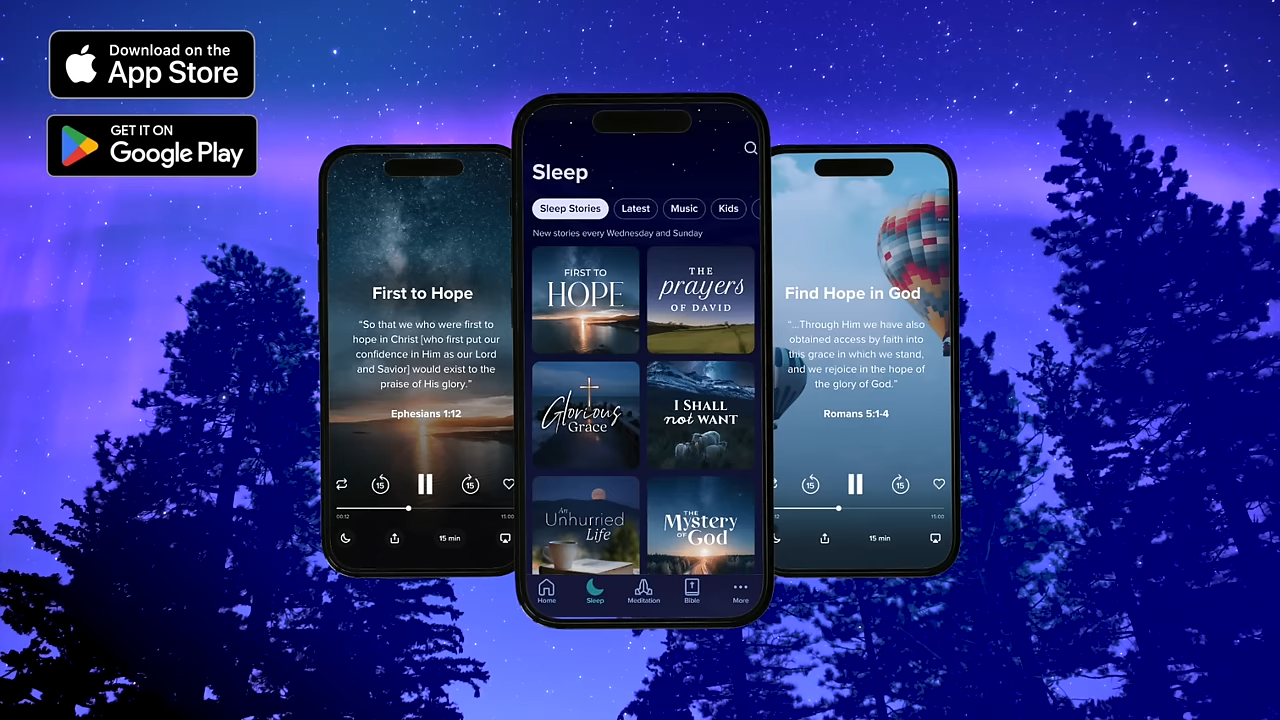 Download on the
App Store
GET IT ON
Google Play
First to Hope
“So that we who were first to
hope in Christ [who first put our
confidence in Him as our Lord
and Savior] would exist to the
praise of His glory.”
Ephesians 1:12
15
15
00:12
15:00
15 min
Sleep
Sleep Stories
Latest
Music
Kids
New stories every Wednesday and Sunday
FIRST TO
HOPE
THE
prayers
OF DAVID
Glorious
Grace
I SHALL
not WANT
An
Unhurried
Life
THE
Mystery
OF God
Home
Sleep
Meditation
Bible
More
Find Hope in God
“...Through Him we have also
obtained access by faith into
this grace in which we stand,
and we rejoice in the hope of
the glory of God.”
Romans 5:1-4
15
15
15:00
15 min